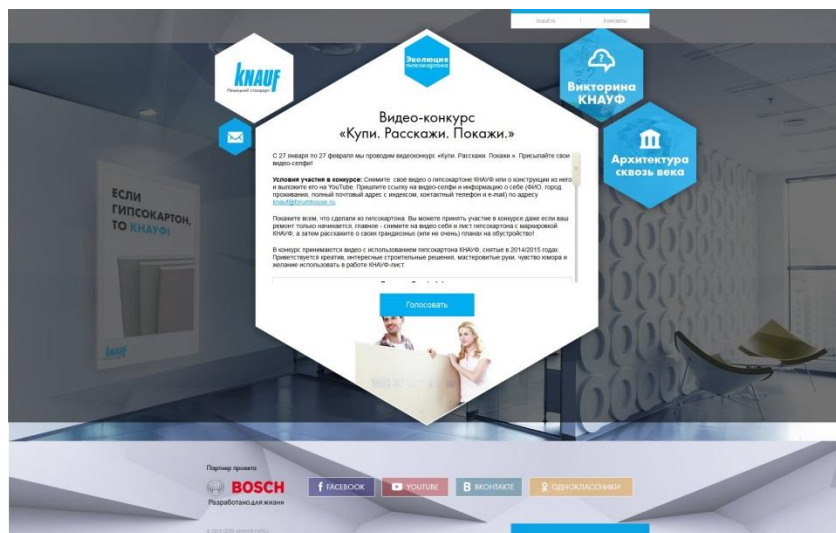 knauf.ru
Контакты
Эволюция
гипсокартона
KNAUF
Немецкий стандарт
Викторина
КНАУФ
Архитектура
сквозь века
Видео-конкурс
«Купи. Расскажи. Покажи.»
С 27 января по 27 февраля мы проводим видеоконкурс «Купи. Расскажи. Покажи.». Присылайте свои
видео-селфи!
Условия участия в конкурсе: Снимите своё видео о гипсокартоне КНАУФ или о конструкции из него
и выложите его на YouTube. Пришлите ссылку на видео-селфи и информацию о себе (ФИО, город
проживания, полный почтовый адрес с индексом, контактный телефон и e-mail) по адресу
knauf@forumhouse.ru.
Покажите всем, что сделали из гипсокартона. Вы можете принять участие в конкурсе даже если ваш
ремонт только начинается, главное - снимите на видео себя и лист гипсокартона с маркировкой
КНАУФ, а затем расскажите о своих грандиозных (или не очень) планах на обустройство!
В конкурс принимаются видео с использованием гипсокартона КНАУФ, снятые в 2014/2015 годах.
Приветствуется креатив, интересные строительные решения, мастеровитые руки, чувство юмора и
желание использовать в работе КНАУФ-лист.
Голосовать
ЕСЛИ
ГИПСОКАРТОН,
ТО КНАУФ!
KNAUF
Партнер проекта
BOSCH
Разработано для жизни
FACEBOOK
YOUTUBE
ВКОНТАКТЕ
ОДНОКЛАССНИКИ